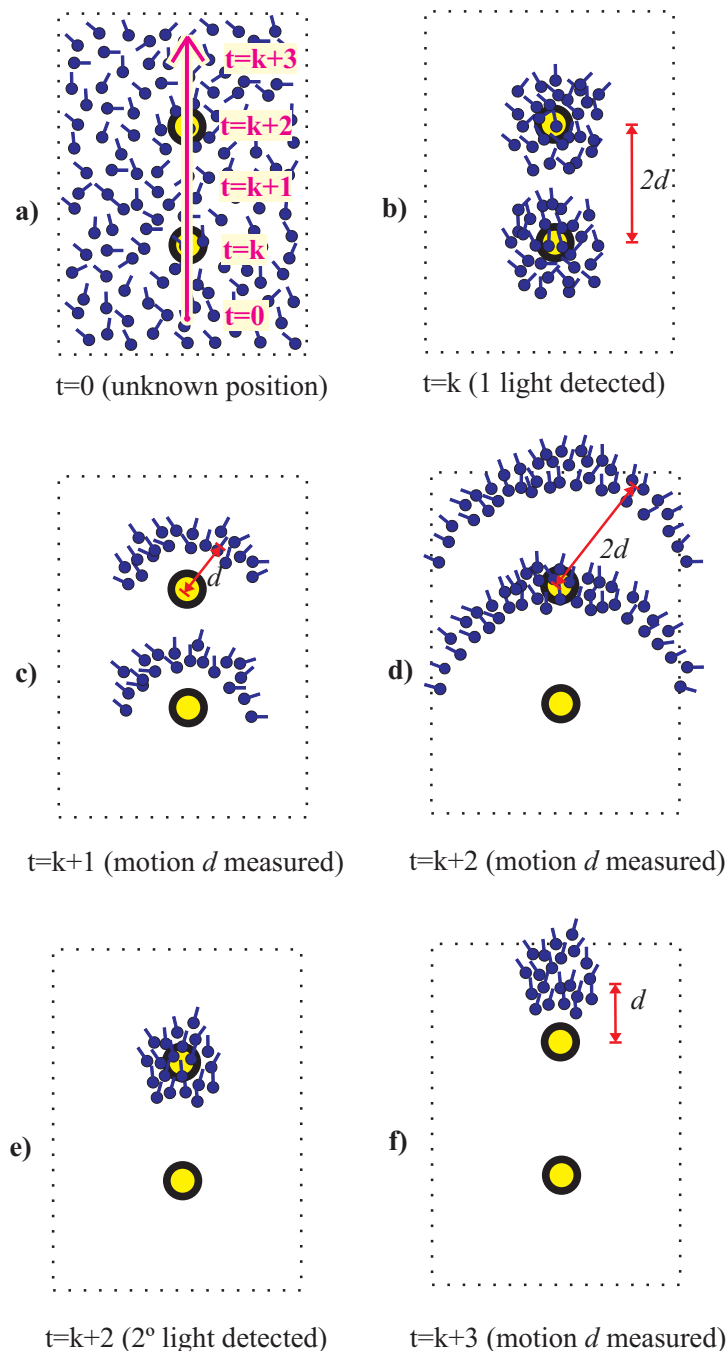 t=k+3
t=k+2
t=k+1
t=k
t=0
a)
t=0 (unknown position)
b)
2d
t=k (1 light detected)
c)
d
t=k+1 (motion d measured)
d)
2d
t=k+2 (motion d measured)
e)
t=k+2 (2º light detected)
f)
d
t=k+3 (motion d measured)